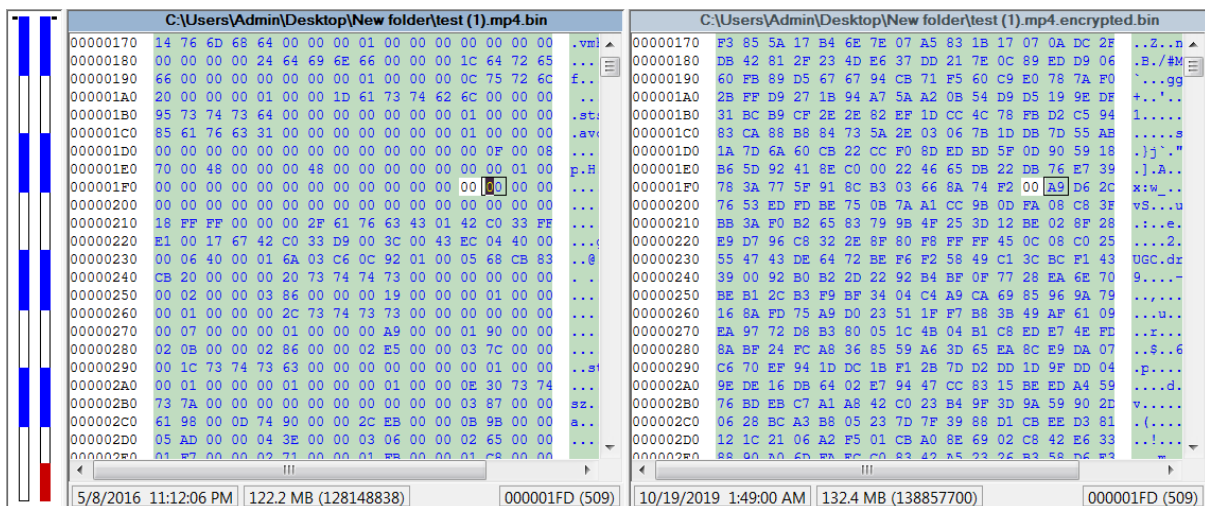 C:\Users\Admin\Desktop\New folder\test (1).mp4.bin
00000170 14 76 6D 68 64 00 00 00 01 00 00 00 00 00 00 00 .vmh
00000180 00 00 00 00 24 64 69 6E 66 00 00 00 1C 64 72 65 ....
00000190 66 00 00 00 00 00 00 00 01 00 00 00 0C 75 72 6C f...
000001A0 20 00 00 00 01 00 00 1D 61 73 74 62 6C 00 00 00 ...
000001B0 95 73 74 73 64 00 00 00 00 00 00 00 01 00 00 00 .sts
000001C0 85 61 76 63 31 00 00 00 00 00 00 00 01 00 00 00 .avc
000001D0 00 00 00 00 00 00 00 00 00 00 00 00 00 0F 00 08 ....
000001E0 70 00 48 00 00 00 48 00 00 00 00 00 00 00 01 00 p.H
000001F0 00 00 00 00 00 00 00 00 00 00 00 00 00 00 00 00 ....
00000200 00 00 00 00 00 00 00 00 00 00 00 00 00 00 00 00 ....
00000210 18 FF FF 00 00 00 2F 61 76 63 43 01 42 C0 33 FF ....
00000220 E1 00 17 67 42 C0 33 D9 00 3C 00 43 EC 04 40 00 ...g
00000230 00 06 40 00 01 6A 03 C6 0C 92 01 00 05 68 CB 83 ..@
00000240 CB 20 00 00 00 20 73 74 74 73 00 00 00 00 00 00 . ..
00000250 00 02 00 00 03 86 00 00 00 19 00 00 00 01 00 00 ....
00000260 00 01 00 00 00 2C 73 74 73 73 00 00 00 00 00 00 ....
00000270 00 07 00 00 00 01 00 00 00 A9 00 00 01 90 00 00 ....
00000280 02 0B 00 00 02 86 00 00 02 E5 00 00 03 7C 00 00 ....
00000290 00 1C 73 74 73 63 00 00 00 00 00 00 00 01 00 00 ..st
000002A0 00 01 00 00 00 01 00 00 00 01 00 00 0E 30 73 74 ....
000002B0 73 7A 00 00 00 00 00 00 00 00 00 00 03 87 00 00 sz.
000002C0 61 98 00 0D 74 90 00 00 2C EB 00 00 0B 9B 00 00 a...
000002D0 05 AD 00 00 04 3E 00 00 03 06 00 00 02 65 00 00 ....
000002E0 01 F7 00 00 02 71 00 00 01 FB 00 00 01 C8 00 00
5/8/2016 11:12:06 PM 122.2 MB (128148838) 000001FD (509)
C:\Users\Admin\Desktop\New folder\test (1).mp4.encrypted.bin
00000170 F3 85 5A 17 B4 6E 7E 07 A5 83 1B 17 07 0A DC 2F ..Z..n
00000180 DB 42 81 2F 23 4D E6 37 DD 21 7E 0C 89 ED D9 06 .B./#M
00000190 60 FB 89 D5 67 67 94 CB 71 F5 60 C9 E0 78 7A F0 `...gg
000001A0 2B FF D9 27 1B 94 A7 5A A2 0B 54 D9 D5 19 9E DF +..'..
000001B0 31 BC B9 CF 2E 2E 82 EF 1D CC 4C 78 FB D2 C5 94 1.....
000001C0 83 CA 88 B8 84 73 5A 2E 03 06 7B 1D DB 7D 55 AB .....s
000001D0 1A 7D 6A 60 CB 22 CC F0 8D ED BD 5F 0D 90 59 18 .}j`."
000001E0 B6 5D 92 41 8E C0 00 22 46 65 DB 22 DB 76 E7 39 .].A..
000001F0 78 3A 77 5F 91 8C B3 03 66 8A 74 F2 00 A9 D6 2C x:w_..
00000200 76 53 ED FD BE 75 0B 7A A1 CC 9B 0D FA 08 C8 3F vS...u
00000210 BB 3A F0 B2 65 83 79 9B 4F 25 3D 12 BE 02 8F 28 .:..e.
00000220 E9 D7 96 C8 32 2E 8F 80 F8 FF FF 45 0C 08 C0 25 ....2.
00000230 55 47 43 DE 64 72 BE F6 F2 58 49 C1 3C BC F1 43 UGC.dr
00000240 39 00 92 B0 B2 2D 22 92 B4 BF 0F 77 28 EA 6E 70 9....-
00000250 BE B1 2C B3 F9 BF 34 04 C4 A9 CA 69 85 96 9A 79 ..,...
00000260 16 8A FD 75 A9 D0 23 51 1F F7 B8 3B 49 AF 61 09 ...u..
00000270 EA 97 72 D8 B3 80 05 1C 4B 04 B1 C8 ED E7 4E FD ..r...
00000280 8A BF 24 FC A8 36 85 59 A6 3D 65 EA 8C E9 DA 07 ..$..6
00000290 C6 70 EF 94 1D DC 1B F1 2B 7D D2 DD 1D 9F DD 04 .p....
000002A0 9E DE 16 DB 64 02 E7 94 47 CC 83 15 BE ED A4 59 ....d.
000002B0 76 BD EB C7 A1 A8 42 C0 23 B4 9F 3D 9A 59 90 2D v.....
000002C0 06 28 BC A3 B8 05 23 7D 7F 39 88 D1 CB EE D3 81 .(....
000002D0 12 1C 21 06 A2 F5 01 CB A0 8E 69 02 C8 42 E6 33 ..!...
000002E0
10/19/2019 1:49:00 AM 132.4 MB (138857700) 000001FD (509)